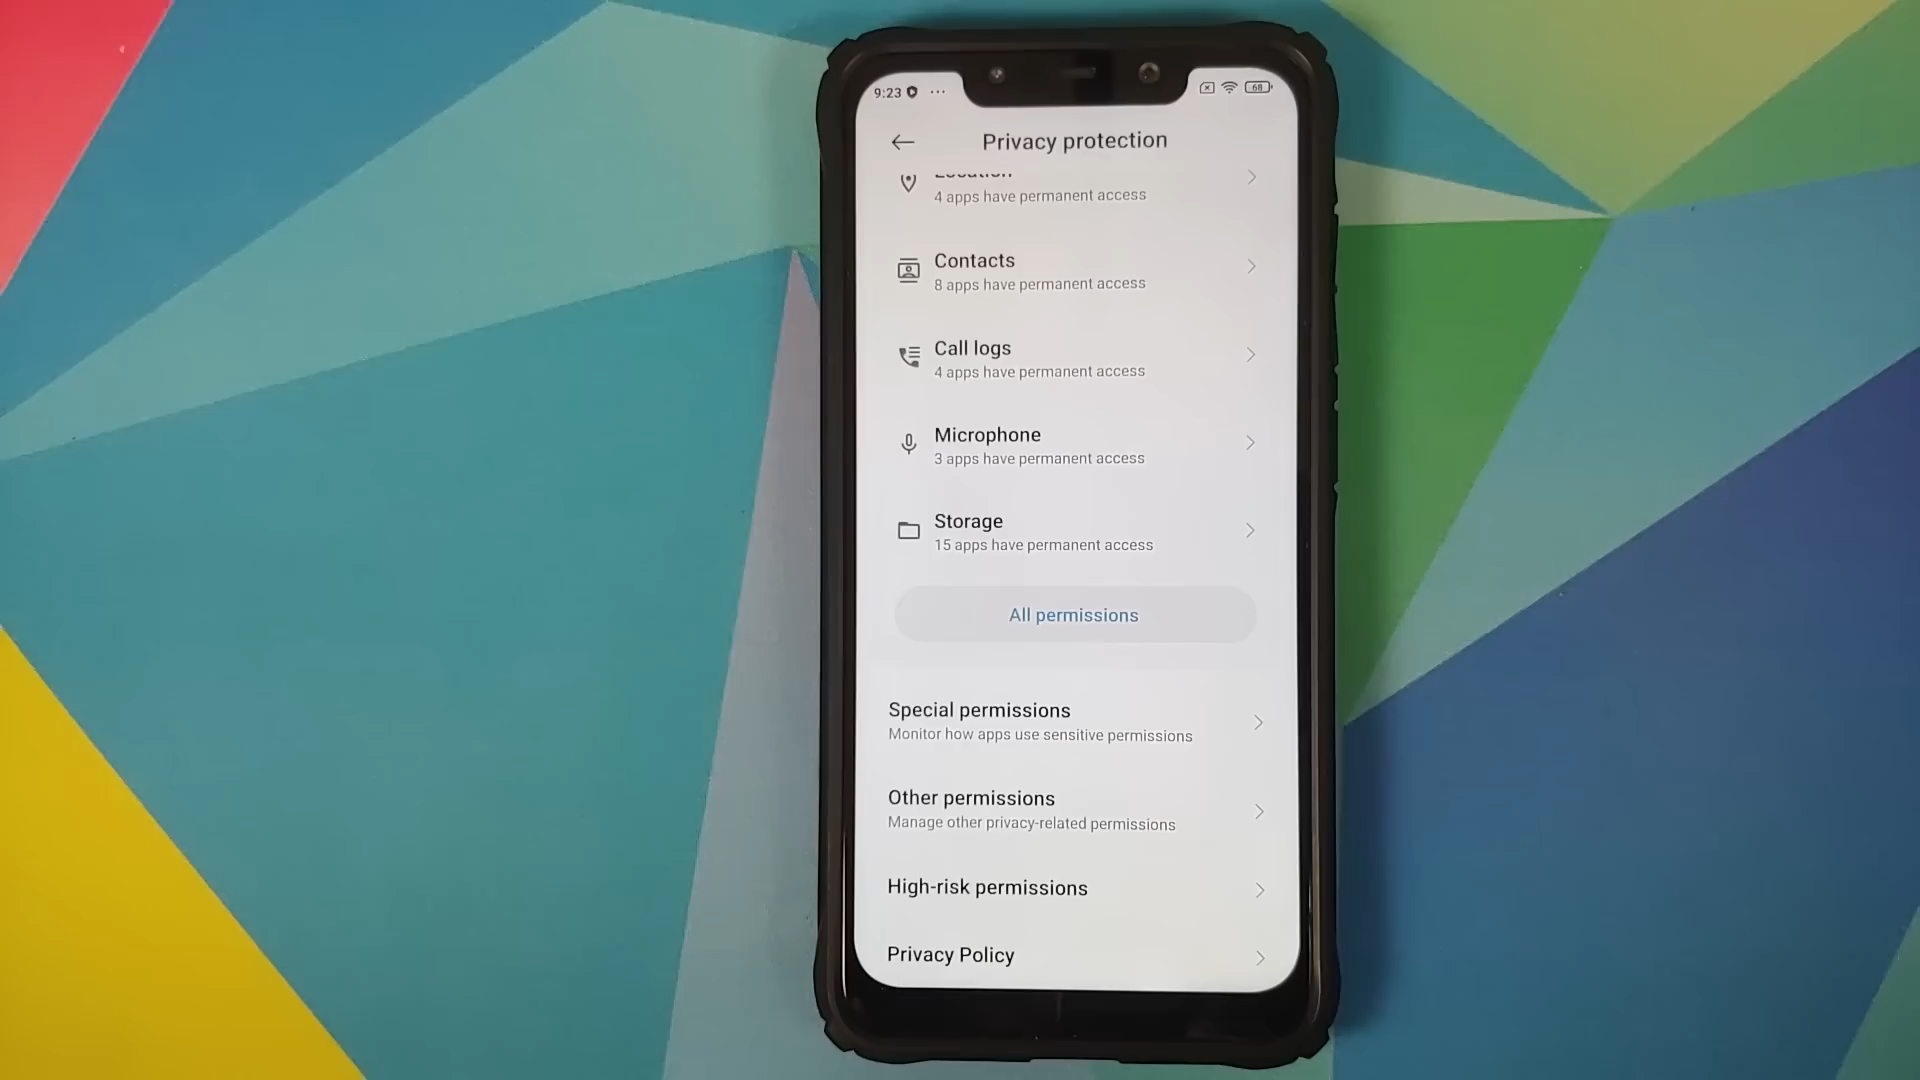 9:23
68
Privacy protection
Location
4 apps have permanent access
Contacts
8 apps have permanent access
Call logs
4 apps have permanent access
Microphone
3 apps have permanent access
Storage
15 apps have permanent access
All permissions
Special permissions
Monitor how apps use sensitive permissions
Other permissions
Manage other privacy-related permissions
High-risk permissions
Privacy Policy